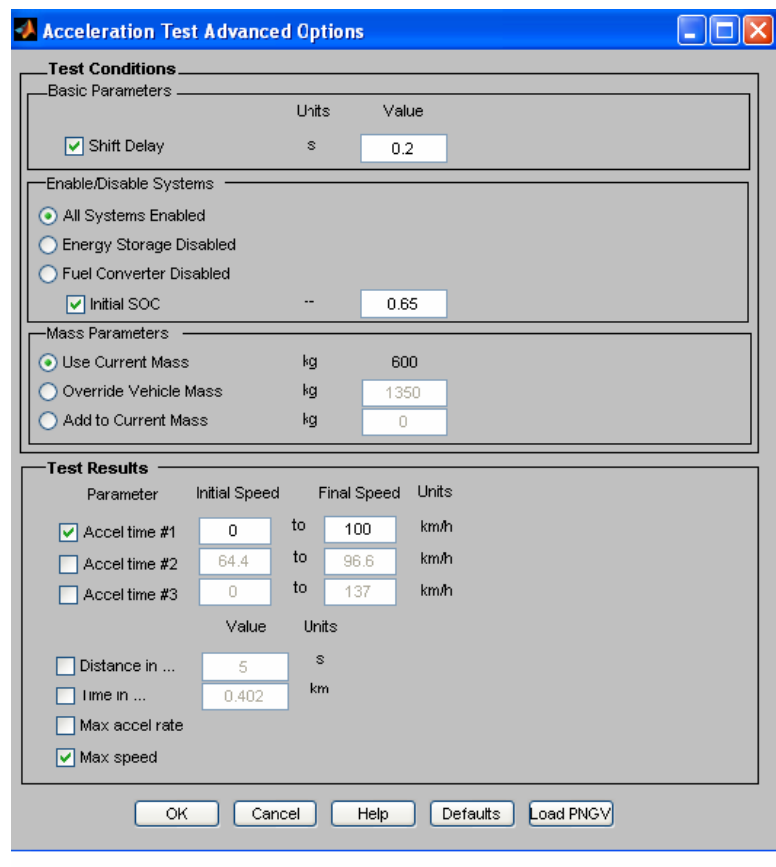 Acceleration Test Advanced Options
Test Conditions
Basic Parameters
Units Value
Shift Delay s 0.2
Enable/Disable Systems
All Systems Enabled
Energy Storage Disabled
Fuel Converter Disabled
Initial SOC -- 0.65
Mass Parameters
Use Current Mass kg 600
Override Vehicle Mass kg 1350
Add to Current Mass kg 0
Test Results
Parameter Initial Speed Final Speed Units
Accel time #1 0 to 100 km/h
Accel time #2 64.4 to 96.6 km/h
Accel time #3 0 to 137 km/h
Value Units
Distance in ... 5 s
Time in ... 0.402 km
Max accel rate
Max speed
OK Cancel Help Defaults Load PNGV